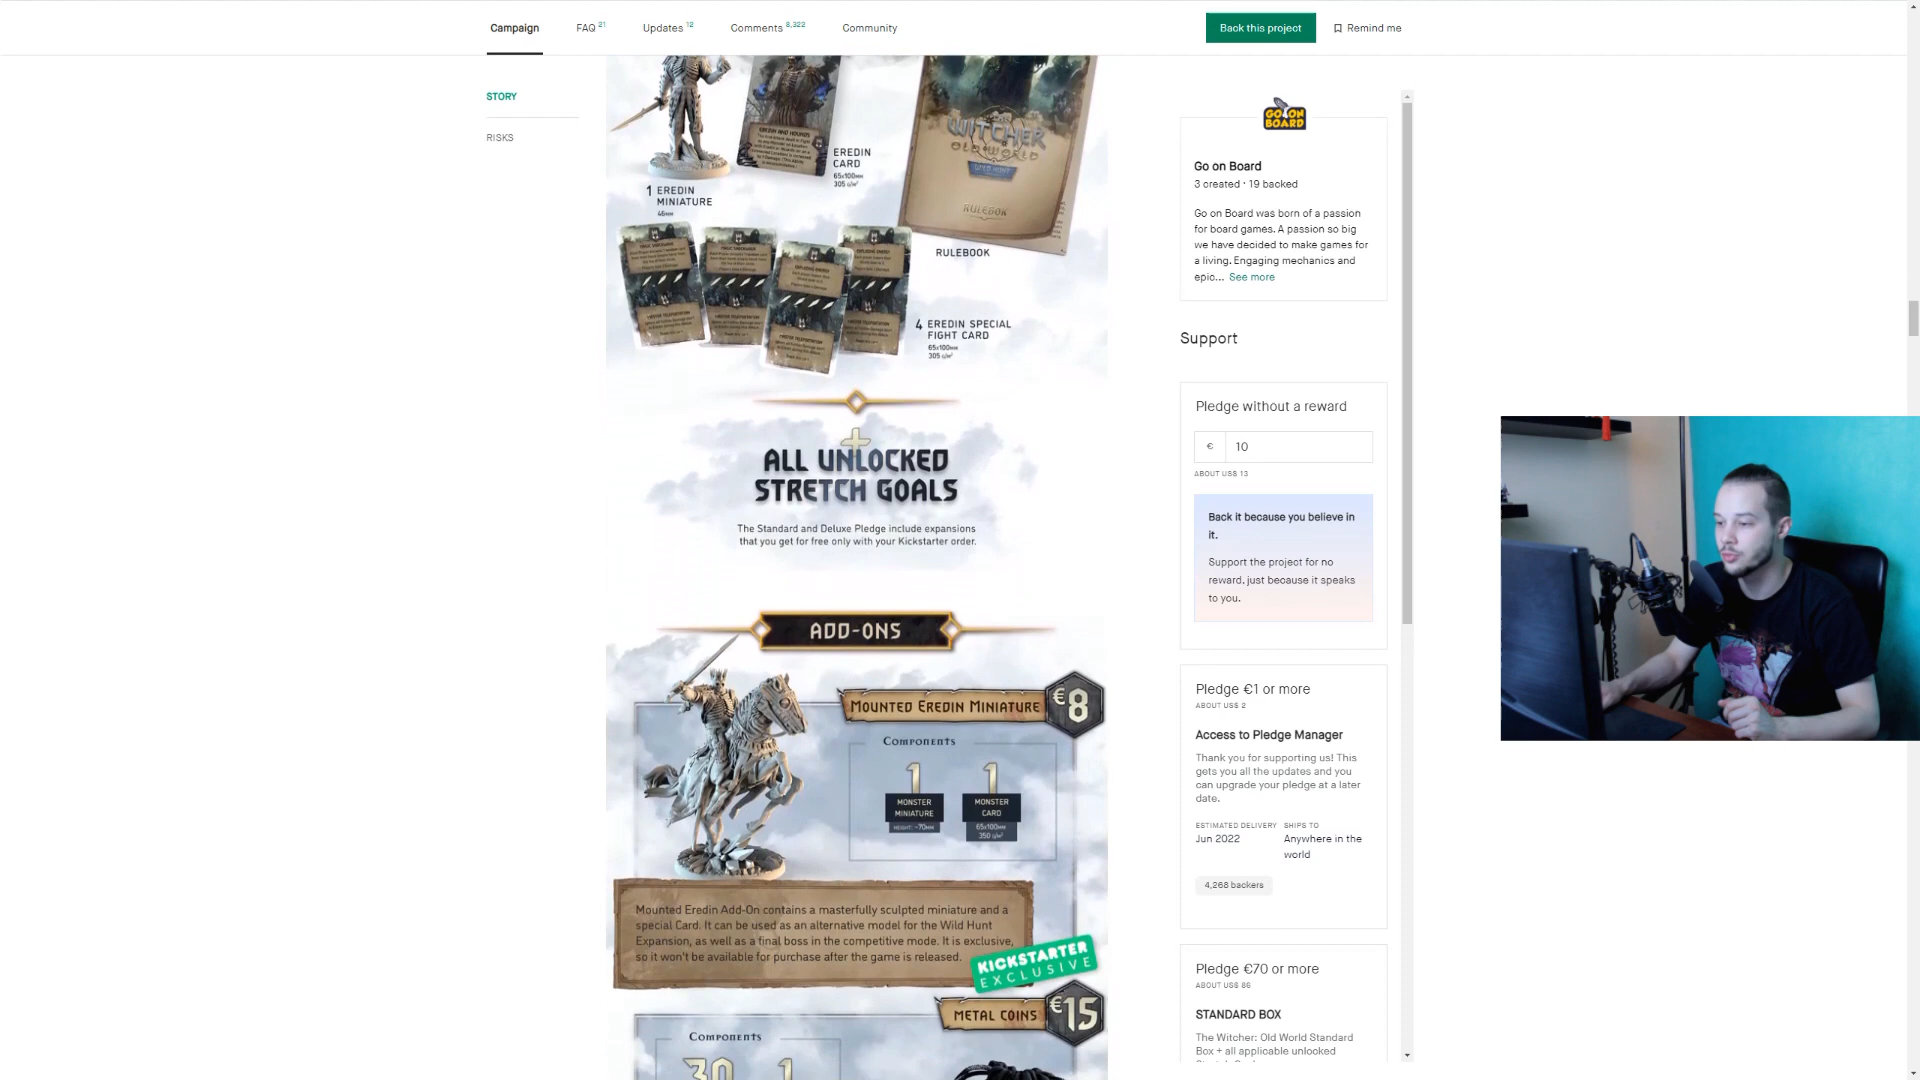 Campaign
FAQ 21
Updates 12
Comments 8,322
Community
Back this project
Remind me
STORY
RISKS
EREDIN AND HOUNDS
EREDIN
CARD
65x100mm
305 g/m²
1 EREDIN
MINIATURE
46mm
THE
WITCHER
OLD WORLD
WILD HUNT
RULEBOOK
RULEBOOK
4 EREDIN SPECIAL
FIGHT CARD
65x100mm
305 g/m²
ALL UNLOCKED
STRETCH GOALS
The Standard and Deluxe Pledge include expansions
that you get for free only with your Kickstarter order.
ADD-ONS
MOUNTED EREDIN MINIATURE
€8
COMPONENTS
1
MONSTER
MINIATURE
HEIGHT: ~70mm
1
MONSTER
CARD
65x100mm
350 g/m²
Mounted Eredin Add-On contains a masterfully sculpted miniature and a
special Card. It can be used as an alternative model for the Wild Hunt
Expansion, as well as a final boss in the competitive mode. It is exclusive,
so it won't be available for purchase after the game is released.
KICKSTARTER
EXCLUSIVE
METAL COINS
€15
COMPONENTS
30
1
GO ON
BOARD
Go on Board
3 created · 19 backed
Go on Board was born of a passion
for board games. A passion so big
we have decided to make games for
a living. Engaging mechanics and
epic... See more
Support
Pledge without a reward
€ 10
ABOUT US$ 13
Back it because you believe in
it.
Support the project for no
reward, just because it speaks
to you.
Pledge €1 or more
ABOUT US$ 2
Access to Pledge Manager
Thank you for supporting us! This
gets you all the updates and you
can upgrade your pledge at a later
date.
ESTIMATED DELIVERY
Jun 2022
SHIPS TO
Anywhere in the
world
4,268 backers
Pledge €70 or more
ABOUT US$ 86
STANDARD BOX
The Witcher: Old World Standard
Box + all applicable unlocked